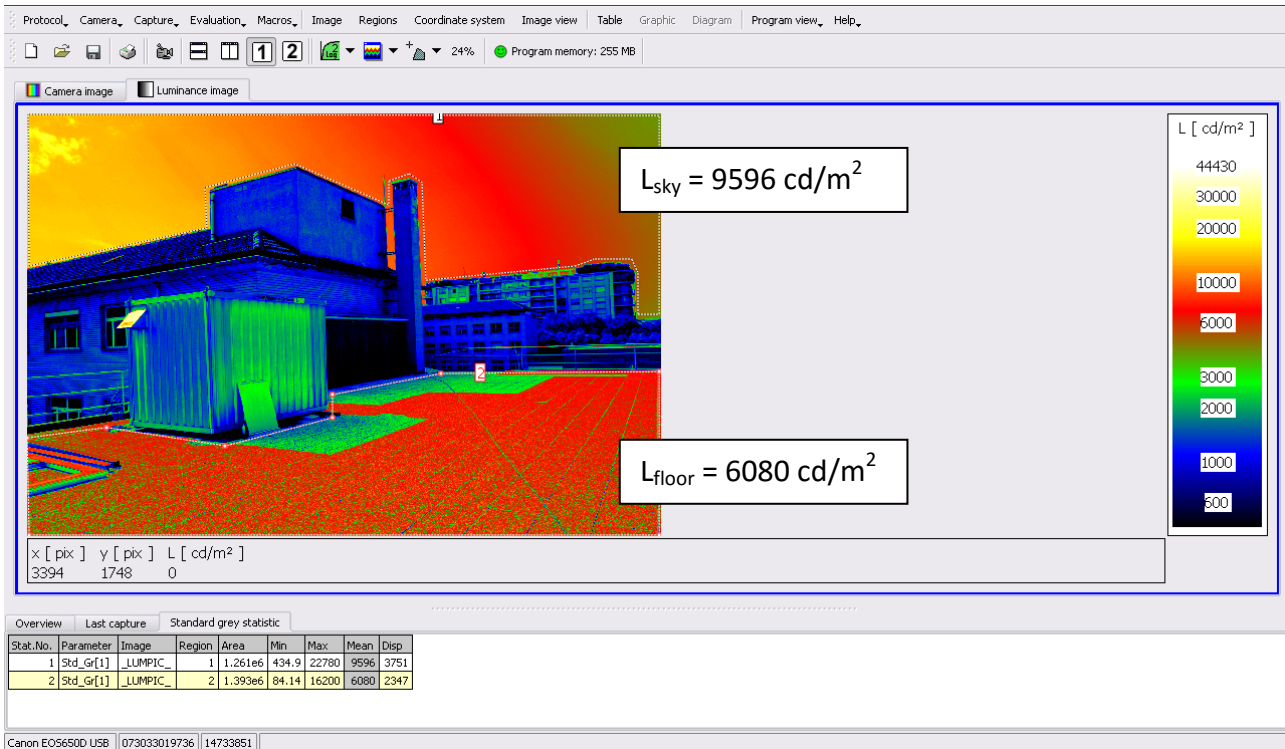 Protocol Camera Capture Evaluation Macros Image Regions Coordinate system Image view Table Graphic Diagram Program view Help
1 2 24% Program memory: 255 MB
Camera image Luminance image
1
L [ cd/m² ]
44430
30000
20000
10000
6000
3000
2000
1000
600
Lsky = 9596 cd/m²
2
Lfloor = 6080 cd/m²
x [ pix ] y [ pix ] L [ cd/m² ]
3394 1748 0
Overview Last capture Standard grey statistic
Stat.No. Parameter Image Region Area Min Max Mean Disp
1 Std_Gr[1] _LUMPIC_ 1 1.261e6 434.9 22780 9596 3751
2 Std_Gr[1] _LUMPIC_ 2 1.393e6 84.14 16200 6080 2347
Canon EOS650D USB 073033019736 14733851